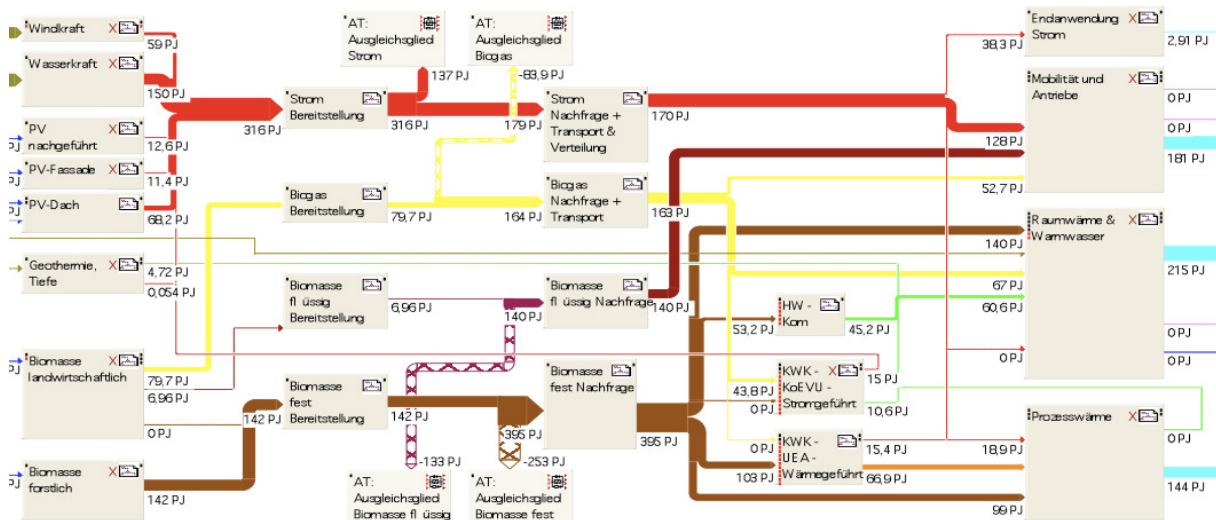 Windkraft
59 PJ
Wasserkraft
150 PJ
316 PJ
PV
nachgeführt
12,6 PJ
PV-Fassade
11,4 PJ
PV-Dach
68,2 PJ
Geothermie,
Tiefe
4,72 PJ
0,054 PJ
Biomasse
landwirtschaftlich
79,7 PJ
6,96 PJ
0 PJ
Biomasse
forstlich
142 PJ
AT:
Ausgleichsglied
Strom
137 PJ
AT:
Ausgleichsglied
Biogas
-83,9 PJ
Strom
Bereitstellung
316 PJ
179 PJ
Biogas
Bereitstellung
79,7 PJ
164 PJ
Biomasse
flüssig
Bereitstellung
6,96 PJ
140 PJ
142 PJ
Biomasse
fest
Bereitstellung
142 PJ
395 PJ
-133 PJ
-253 PJ
AT:
Ausgleichsglied
Biomasse flüssig
AT:
Ausgleichsglied
Biomasse fest
Strom
Nachfrage +
Transport &
Verteilung
170 PJ
Biogas
Nachfrage +
Transport
163 PJ
Biomasse
flüssig Nachfrage
140 PJ
Biomasse
fest Nachfrage
395 PJ
53,2 PJ
HW -
Kom
45,2 PJ
43,8 PJ
0 PJ
KWK -
KoEVU -
Stromgeführt
15 PJ
10,6 PJ
0 PJ
103 PJ
KWK -
UEA -
Wärmegeführt
15,4 PJ
66,9 PJ
38,3 PJ
Endanwendung
Strom
2,91 PJ
128 PJ
52,7 PJ
Mobilität und
Antriebe
0 PJ
0 PJ
181 PJ
140 PJ
67 PJ
60,6 PJ
0 PJ
Raumwärme &
Warmwasser
215 PJ
0 PJ
0 PJ
18,9 PJ
99 PJ
Prozesswärme
0 PJ
144 PJ